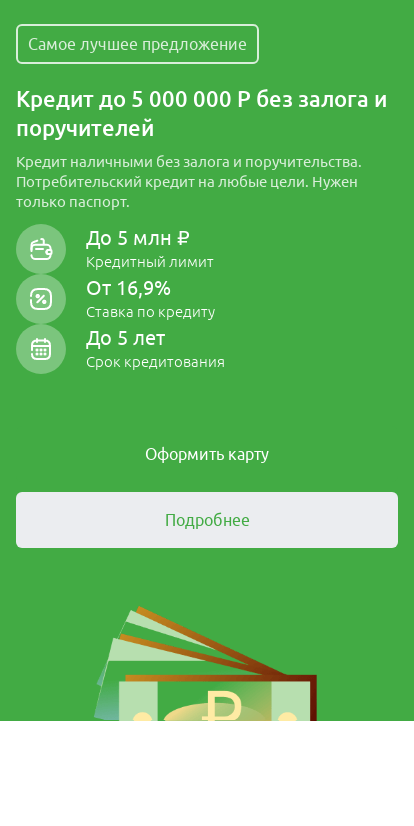 Самое лучшее предложение
Кредит до 5 000 000 Р без залога и
поручителей
Кредит наличными без залога и поручительства.
Потребительский кредит на любые цели. Нужен
только паспорт.
До 5 млн ₽
Кредитный лимит
От 16,9%
Ставка по кредиту
До 5 лет
Срок кредитования
Оформить карту
Подробнее
₽